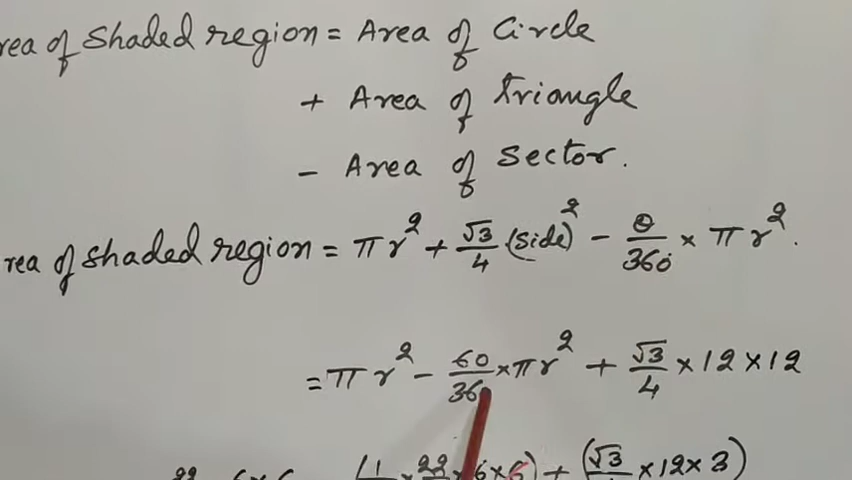 rea of Shaded region = Area of Circle
+ Area of Triangle
- Area of Sector.
rea of Shaded region = πr² + √3/4 (Side)² - θ/360 × πr².
= πr² - 60/360 × πr² + √3/4 × 12 × 12